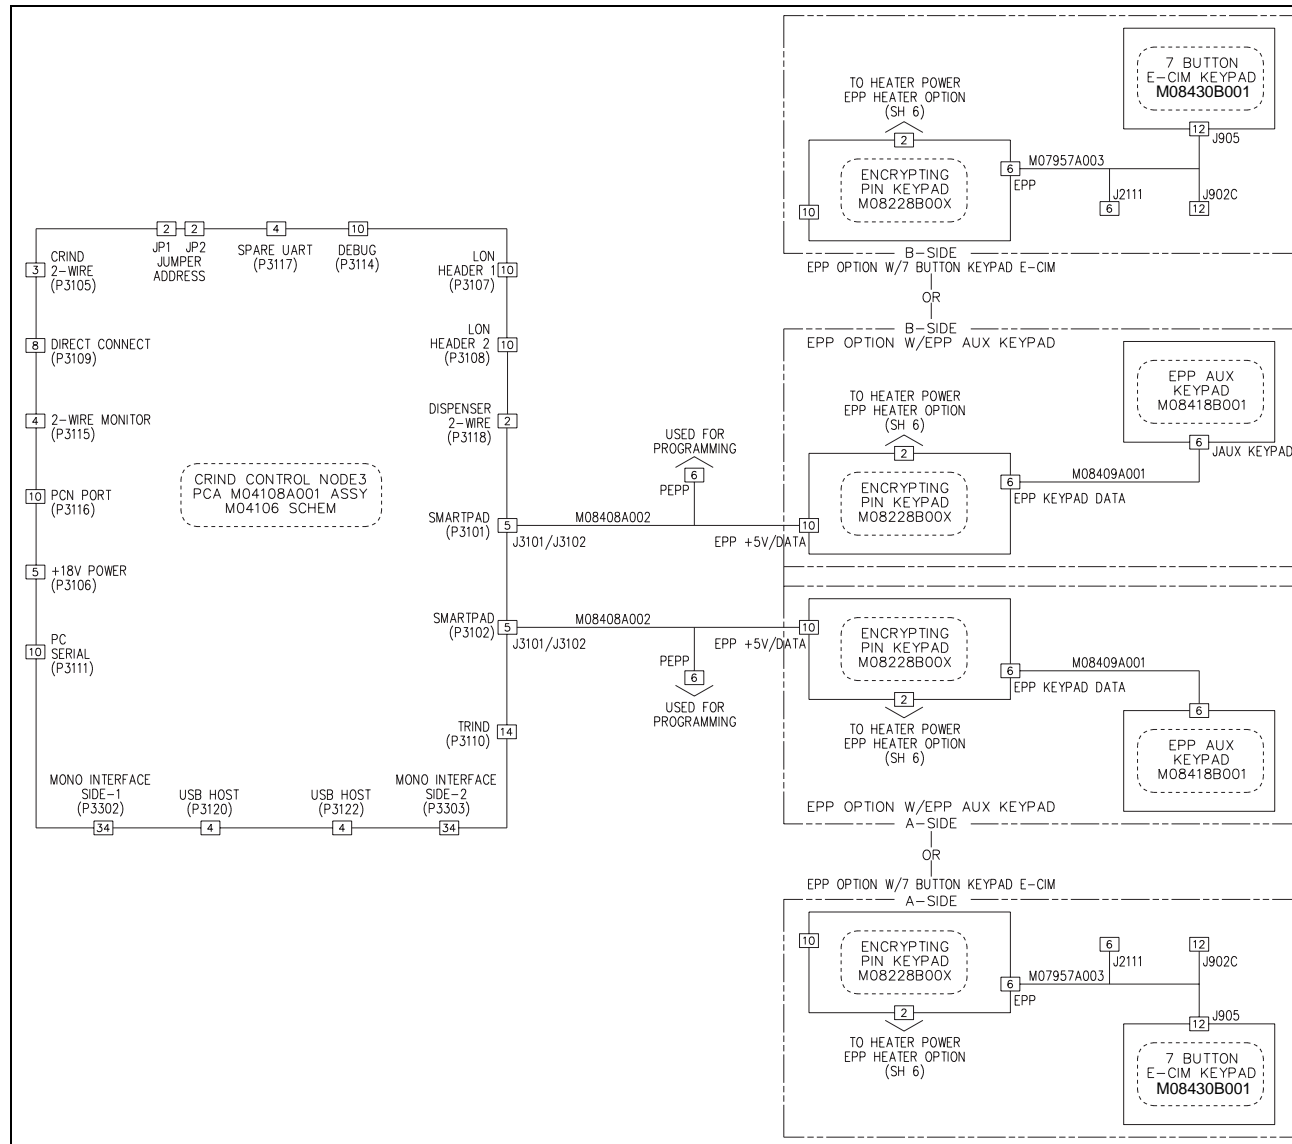 7 BUTTON
E-CIM KEYPAD
M08430B001
12
J905
TO HEATER POWER
EPP HEATER OPTION
(SH 6)
2
ENCRYPTING
PIN KEYPAD
M08228B00X
10
6
EPP
M07957A003
J2111
6
J902C
12
B-SIDE
EPP OPTION W/7 BUTTON KEYPAD E-CIM
OR
B-SIDE
EPP OPTION W/EPP AUX KEYPAD
EPP AUX
KEYPAD
M08418B001
6
JAUX KEYPAD
TO HEATER POWER
EPP HEATER OPTION
(SH 6)
2
ENCRYPTING
PIN KEYPAD
M08228B00X
10
6
M08409A001
EPP KEYPAD DATA
2
2
4
10
JP1 JP2
JUMPER
ADDRESS
SPARE UART
(P3117)
DEBUG
(P3114)
3
CRIND
2-WIRE
(P3105)
LON
HEADER 1
(P3107)
10
8
DIRECT CONNECT
(P3109)
LON
HEADER 2
(P3108)
10
4
2-WIRE MONITOR
(P3115)
DISPENSER
2-WIRE
(P3118)
2
CRIND CONTROL NODE3
PCA M04108A001 ASSY
M04106 SCHEM
10
PCN PORT
(P3116)
SMARTPAD
(P3101)
5
J3101/J3102
M08408A002
USED FOR
PROGRAMMING
6
PEPP
EPP +5V/DATA
5
+18V POWER
(P3106)
SMARTPAD
(P3102)
5
J3101/J3102
M08408A002
PEPP
6
USED FOR
PROGRAMMING
EPP +5V/DATA
10
PC
SERIAL
(P3111)
TRIND
(P3110)
14
MONO INTERFACE
SIDE-1
(P3302)
34
USB HOST
(P3120)
4
USB HOST
(P3122)
4
MONO INTERFACE
SIDE-2
(P3303)
34
10
ENCRYPTING
PIN KEYPAD
M08228B00X
6
M08409A001
EPP KEYPAD DATA
2
TO HEATER POWER
EPP HEATER OPTION
(SH 6)
6
EPP AUX
KEYPAD
M08418B001
EPP OPTION W/EPP AUX KEYPAD
A-SIDE
OR
EPP OPTION W/7 BUTTON KEYPAD E-CIM
A-SIDE
10
ENCRYPTING
PIN KEYPAD
M08228B00X
6
EPP
M07957A003
6
J2111
12
J902C
2
TO HEATER POWER
EPP HEATER OPTION
(SH 6)
12
J905
7 BUTTON
E-CIM KEYPAD
M08430B001